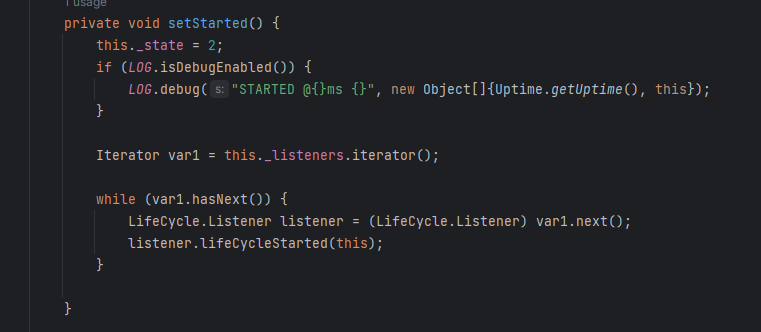 1 usage
private void setStarted() {
this._state = 2;
if (LOG.isDebugEnabled()) {
LOG.debug( s: "STARTED @{}ms {}", new Object[]{Uptime.getUptime(), this});
}
Iterator var1 = this._listeners.iterator();
while (var1.hasNext()) {
LifeCycle.Listener listener = (LifeCycle.Listener) var1.next();
listener.lifeCycleStarted(this);
}
}